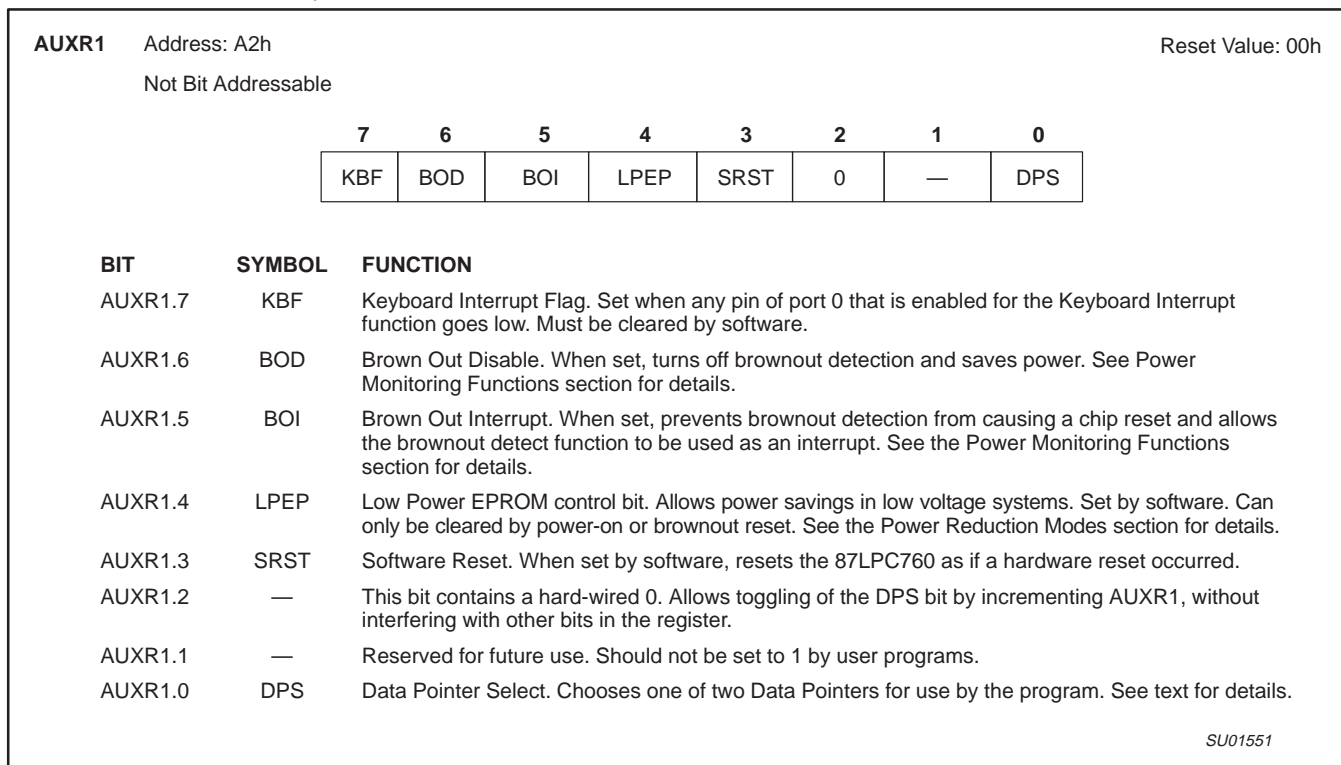 AUXR1 Address: A2h Reset Value: 00h
Not Bit Addressable
7 6 5 4 3 2 1 0
KBF BOD BOI LPEP SRST 0 — DPS
BIT SYMBOL FUNCTION
AUXR1.7 KBF Keyboard Interrupt Flag. Set when any pin of port 0 that is enabled for the Keyboard Interrupt
function goes low. Must be cleared by software.
AUXR1.6 BOD Brown Out Disable. When set, turns off brownout detection and saves power. See Power
Monitoring Functions section for details.
AUXR1.5 BOI Brown Out Interrupt. When set, prevents brownout detection from causing a chip reset and allows
the brownout detect function to be used as an interrupt. See the Power Monitoring Functions
section for details.
AUXR1.4 LPEP Low Power EPROM control bit. Allows power savings in low voltage systems. Set by software. Can
only be cleared by power-on or brownout reset. See the Power Reduction Modes section for details.
AUXR1.3 SRST Software Reset. When set by software, resets the 87LPC760 as if a hardware reset occurred.
AUXR1.2 — This bit contains a hard-wired 0. Allows toggling of the DPS bit by incrementing AUXR1, without
interfering with other bits in the register.
AUXR1.1 — Reserved for future use. Should not be set to 1 by user programs.
AUXR1.0 DPS Data Pointer Select. Chooses one of two Data Pointers for use by the program. See text for details.
SU01551